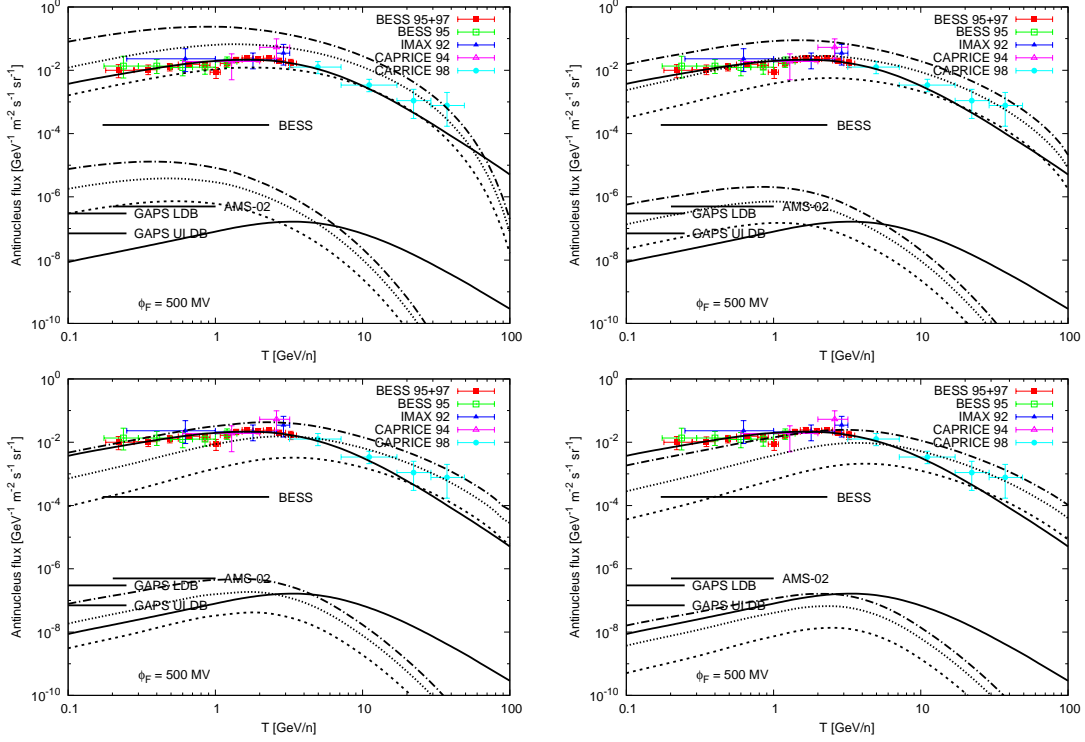 10^0
10^-2
10^-4
10^-6
10^-8
10^-10
0.1
1
10
100
Antinucleus flux [GeV^-1 m^-2 s^-1 sr^-1]
T [GeV/n]
BESS 95+97
BESS 95
IMAX 92
CAPRICE 94
CAPRICE 98
BESS
AMS-02
GAPS LDB
GAPS ULDB
ϕ_F = 500 MV
10^0
10^-2
10^-4
10^-6
10^-8
10^-10
0.1
1
10
100
Antinucleus flux [GeV^-1 m^-2 s^-1 sr^-1]
T [GeV/n]
BESS 95+97
BESS 95
IMAX 92
CAPRICE 94
CAPRICE 98
BESS
AMS-02
GAPS LDB
GAPS ULDB
ϕ_F = 500 MV
10^0
10^-2
10^-4
10^-6
10^-8
10^-10
0.1
1
10
100
Antinucleus flux [GeV^-1 m^-2 s^-1 sr^-1]
T [GeV/n]
BESS 95+97
BESS 95
IMAX 92
CAPRICE 94
CAPRICE 98
BESS
AMS-02
GAPS LDB
GAPS ULDB
ϕ_F = 500 MV
10^0
10^-2
10^-4
10^-6
10^-8
10^-10
0.1
1
10
100
Antinucleus flux [GeV^-1 m^-2 s^-1 sr^-1]
T [GeV/n]
BESS 95+97
BESS 95
IMAX 92
CAPRICE 94
CAPRICE 98
BESS
AMS-02
GAPS LDB
GAPS ULDB
ϕ_F = 500 MV